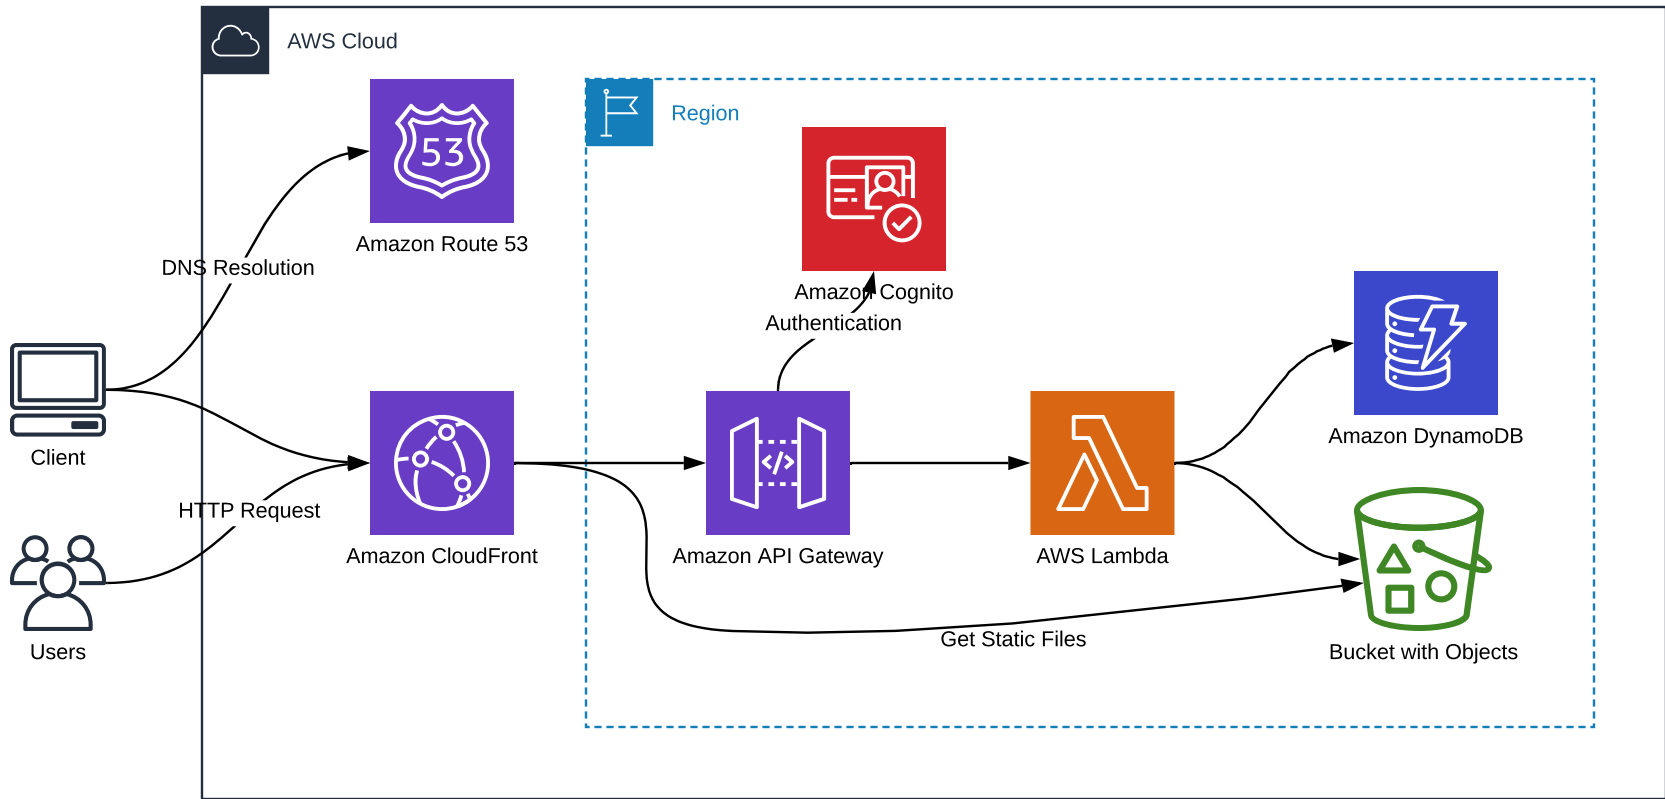 AWS Cloud
Region
53
Amazon Route 53
DNS Resolution
Amazon Cognito
Authentication
Client
Amazon DynamoDB
HTTP Request
</>
Amazon CloudFront
Amazon API Gateway
AWS Lambda
Get Static Files
Users
Bucket with Objects